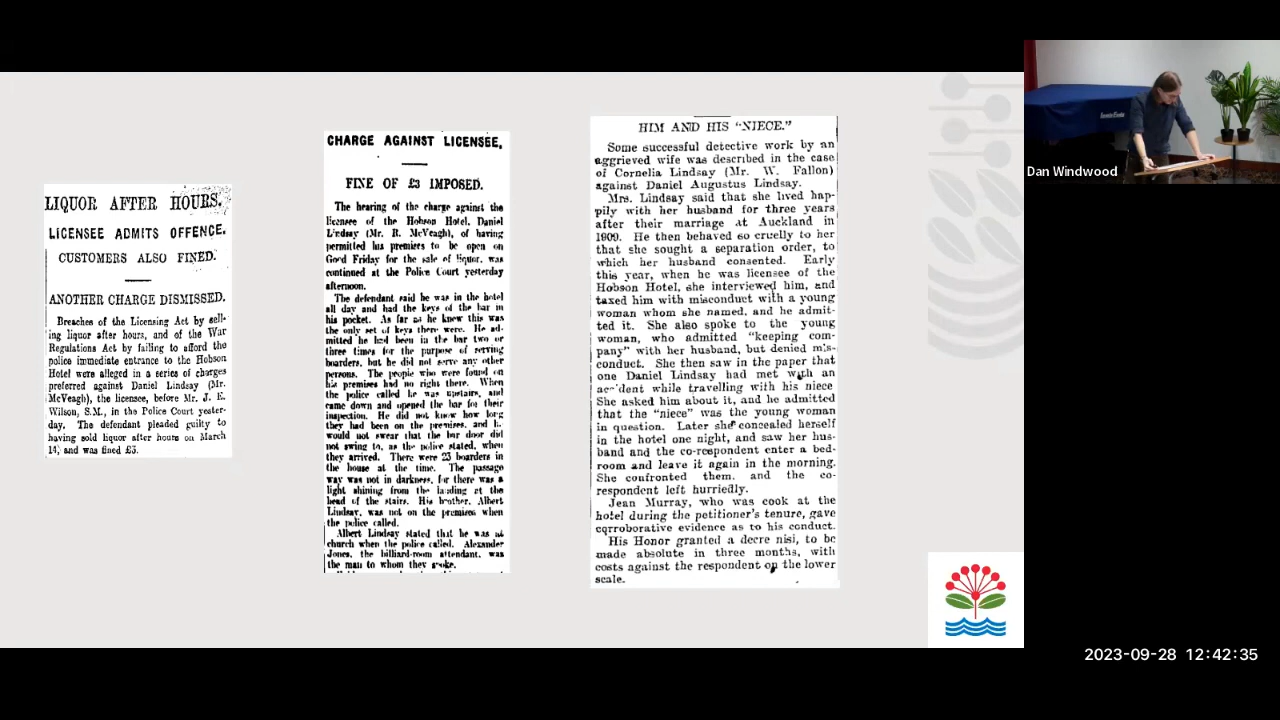 LIQUOR AFTER HOURS.
LICENSEE ADMITS OFFENCE.
CUSTOMERS ALSO FINED.
ANOTHER CHARGE DISMISSED.
Breaches of the Licensing Act by sell-
ing liquor after hours, and of the War
Regulations Act by failing to afford the
police immediate entrance to the Hobson
Hotel were alleged in a series of charges
preferred against Daniel Lindsay (Mr.
McVeagh), the licensee, before Mr. J. E.
Wilson, S.M., in the Police Court yester-
day. The defendant pleaded guilty to
having sold liquor after hours on March
14, and was fined £5.
CHARGE AGAINST LICENSEE.
FINE OF £3 IMPOSED.
The hearing of the charge against the
licensee of the Hobson Hotel, Daniel
Lindsay (Mr. R. McVeagh), of having
permitted his premises to be open on
Good Friday for the sale of liquor, was
continued at the Police Court yesterday
afternoon.
The defendant said he was in the hotel
all day and had the keys of the bar in
his pocket. As far as he knew this was
the only set of keys there were. He ad-
mitted he had been in the bar two or
three times for the purpose of serving
boarders, but he did not serve any other
persons. The people who were found on
his premises had no right there. When
the police called he was upstairs, and
came down and opened the bar for their
inspection. He did not know how long
they had been on the premises, and he
would not swear that the bar door did
not swing to, as the police stated, when
they arrived. There were 23 boarders in
the house at the time. The passage
way was not in darkness, for there was a
light shining from the landing at the
head of the stairs. His brother, Albert
Lindsay, was not on the premises when
the police called.
Albert Lindsay stated that he was at
church when the police called. Alexander
Jones, the billiard-room attendant, was
the man to whom they spoke.
HIM AND HIS "NIECE."
Some successful detective work by an
aggrieved wife was described in the case
of Cornelia Lindsay (Mr. W. Fallon)
against Daniel Augustus Lindsay.
Mrs. Lindsay said that she lived hap-
pily with her husband for three years
after their marriage at Auckland in
1909. He then behaved so cruelly to her
that she sought a separation order, to
which her husband consented. Early
this year, when he was licensee of the
Hobson Hotel, she interviewed him, and
taxed him with misconduct with a young
woman whom she named, and he admit-
ted it. She also spoke to the young
woman, who admitted "keeping com-
pany" with her husband, but denied mis-
conduct. She then saw in the paper that
one Daniel Lindsay had met with an
accident while travelling with his niece
She asked him about it, and he admitted
that the "niece" was the young woman
in question. Later she concealed herself
in the hotel one night, and saw her hus-
band and the co-respondent enter a bed-
room and leave it again in the morning.
She confronted them, and the co-
respondent left hurriedly.
Jean Murray, who was cook at the
hotel during the petitioner's tenure, gave
corroborative evidence as to his conduct.
His Honor granted a decre nisi, to be
made absolute in three months, with
costs against the respondent on the lower
scale.
Dan Windwood
2023-09-28 12:42:35